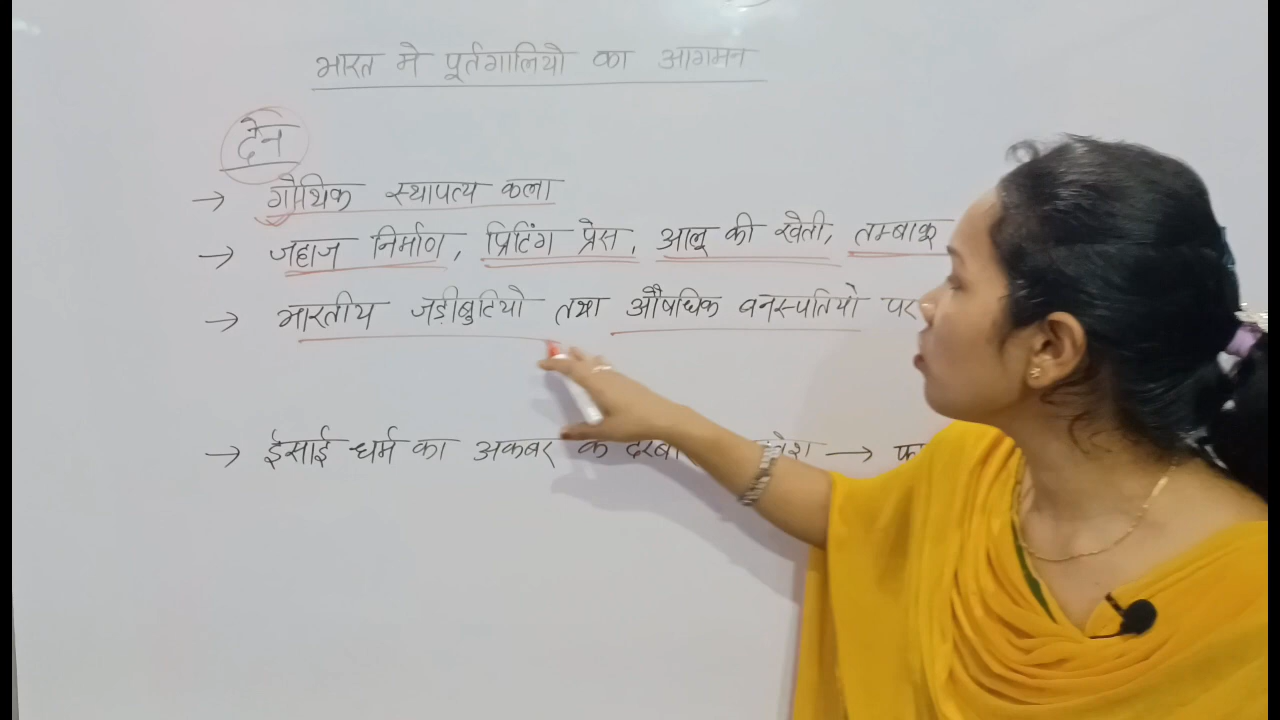 भारत मे पूर्तगालियो का आगमन
देन
→ गौथिक स्थापत्य कला
→ जहाज निर्माण, प्रिटिंग प्रेस, आलू की खेती, तम्बाकू
→ भारतीय जड़ीबुटियो तथा औषधिक वनस्पतियो पर
→ ईसाई धर्म का अकबर के →